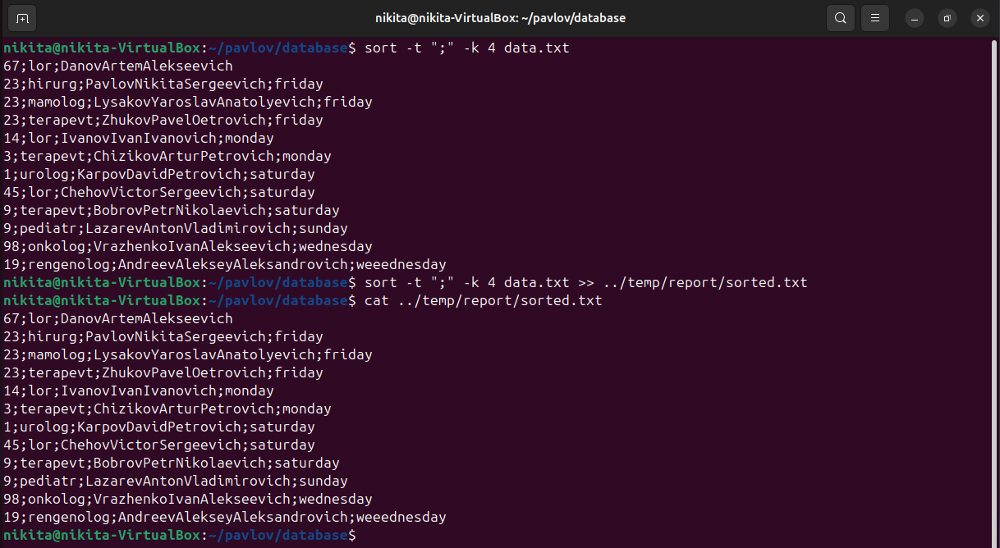 nikita@nikita-VirtualBox: ~/pavlov/database
nikita@nikita-VirtualBox:~/pavlov/database$ sort -t ";" -k 4 data.txt
67;lor;DanovArtemAlekseevich
23;hirurg;PavlovNikitaSergeevich;friday
23;mamolog;LysakovYaroslavAnatolyevich;friday
23;terapevt;ZhukovPavelOetrovich;friday
14;lor;IvanovIvanIvanovich;monday
3;terapevt;ChizikovArturPetrovich;monday
1;urolog;KarpovDavidPetrovich;saturday
45;lor;ChehovVictorSergeevich;saturday
9;terapevt;BobrovPetrNikolaevich;saturday
9;pediatr;LazarevAntonVladimirovich;sunday
98;onkolog;VrazhenkoIvanAlekseevich;wednesday
19;rengenolog;AndreevAlekseyAleksandrovich;weeednesday
nikita@nikita-VirtualBox:~/pavlov/database$ sort -t ";" -k 4 data.txt >> ../temp/report/sorted.txt
nikita@nikita-VirtualBox:~/pavlov/database$ cat ../temp/report/sorted.txt
67;lor;DanovArtemAlekseevich
23;hirurg;PavlovNikitaSergeevich;friday
23;mamolog;LysakovYaroslavAnatolyevich;friday
23;terapevt;ZhukovPavelOetrovich;friday
14;lor;IvanovIvanIvanovich;monday
3;terapevt;ChizikovArturPetrovich;monday
1;urolog;KarpovDavidPetrovich;saturday
45;lor;ChehovVictorSergeevich;saturday
9;terapevt;BobrovPetrNikolaevich;saturday
9;pediatr;LazarevAntonVladimirovich;sunday
98;onkolog;VrazhenkoIvanAlekseevich;wednesday
19;rengenolog;AndreevAlekseyAleksandrovich;weeednesday
nikita@nikita-VirtualBox:~/pavlov/database$